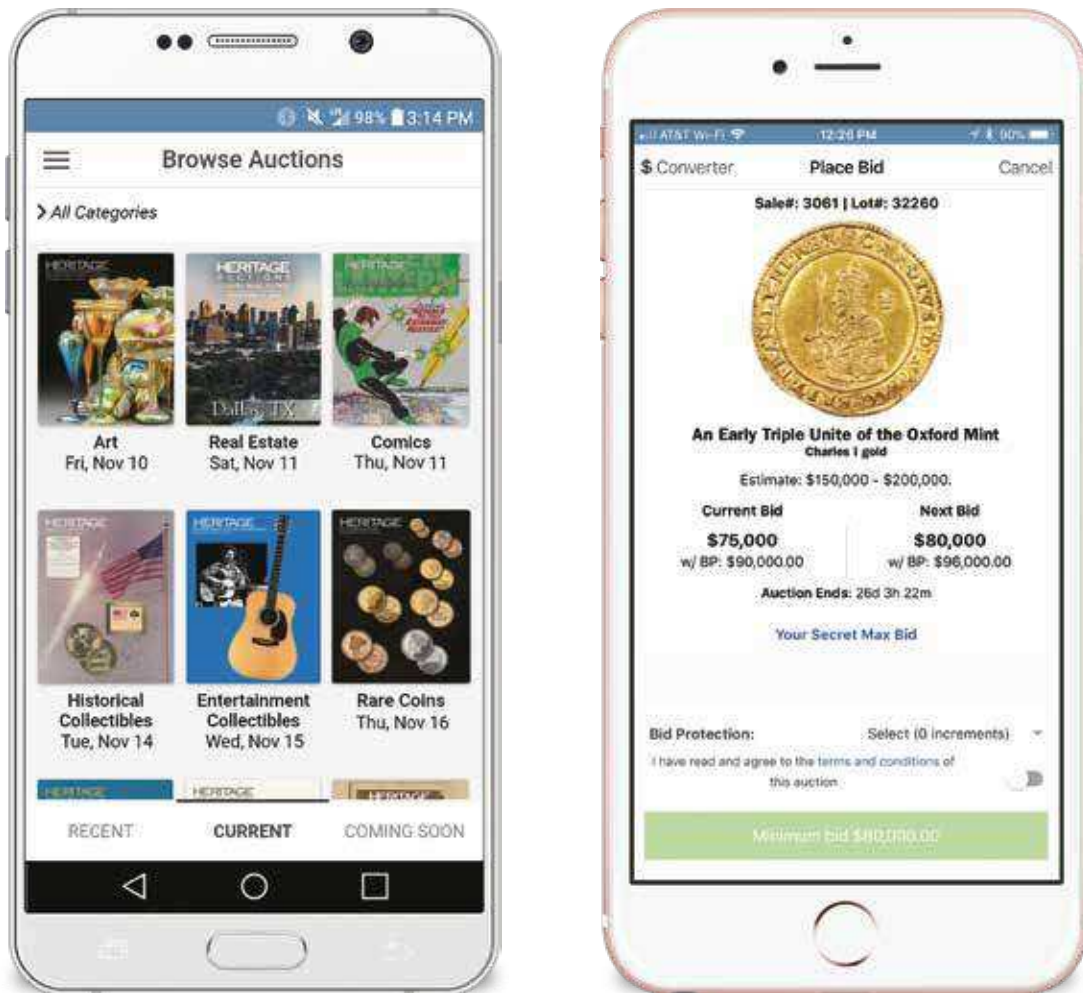 98% 3:14 PM
Browse Auctions
All Categories
HERITAGE
HERITAGE
AUCTIONS
HERITAGE
Dallas, TX
Art
Fri, Nov 10
Real Estate
Sat, Nov 11
Comics
Thu, Nov 11
HERITAGE
HERITAGE
HERITAGE
Historical
Collectibles
Tue, Nov 14
Entertainment
Collectibles
Wed, Nov 15
Rare Coins
Thu, Nov 16
HERITAGE
HERITAGE
HERITAGE
RECENT
CURRENT
COMING SOON
AT&T Wi-Fi 12:26 PM 90%
$ Converter
Place Bid
Cancel
Sale#: 3061 | Lot#: 32260
An Early Triple Unite of the Oxford Mint
Charles I gold
Estimate: $150,000 - $200,000.
Current Bid
$75,000
w/ BP: $90,000.00
Next Bid
$80,000
w/ BP: $96,000.00
Auction Ends: 26d 3h 22m
Your Secret Max Bid
Bid Protection:
Select (0 increments)
I have read and agree to the terms and conditions of
this auction
Minimum bid $80,000.00